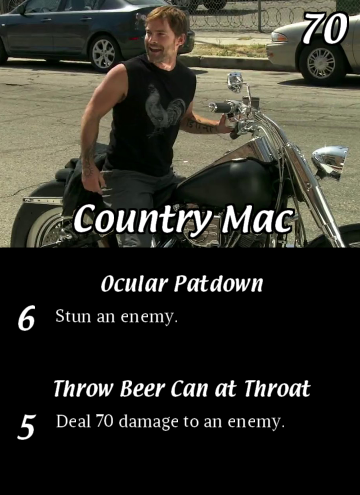 70
Country Mac
Ocular Patdown
6 Stun an enemy.
Throw Beer Can at Throat
5 Deal 70 damage to an enemy.